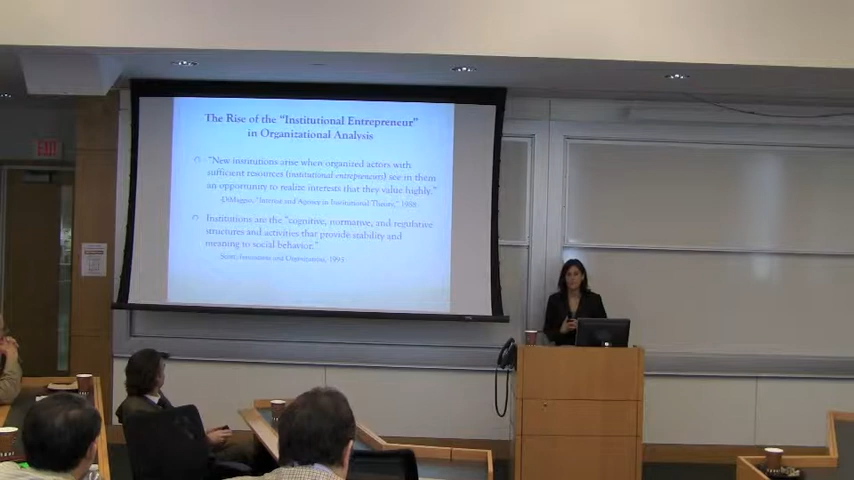 The Rise of the "Institutional Entrepreneur"
in Organizational Analysis
"New institutions arise when organized actors with
sufficient resources (institutional entrepreneurs) see in them
an opportunity to realize interests that they value highly."
-DiMaggio, "Interest and Agency in Institutional Theory," 1988
Institutions are the "cognitive, normative, and regulative
structures and activities that provide stability and
meaning to social behavior."
Scott, Institutions and Organizations, 1995
EXIT